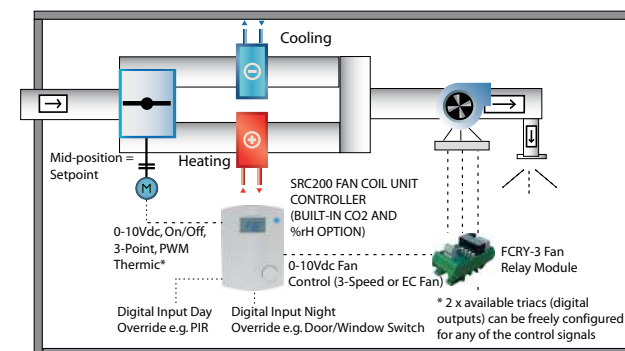 Cooling
Mid-position =
Setpoint
Heating
M
SRC200 FAN COIL UNIT
CONTROLLER
(BUILT-IN CO2 AND
%rH OPTION)
0-10Vdc, On/Off,
3-Point, PWM
Thermic*
0-10Vdc Fan
Control (3-Speed or EC Fan)
FCRY-3 Fan
Relay Module
Digital Input Day
Override e.g. PIR
Digital Input Night
Override e.g. Door/Window Switch
* 2 x available triacs (digital
outputs) can be freely configured
for any of the control signals